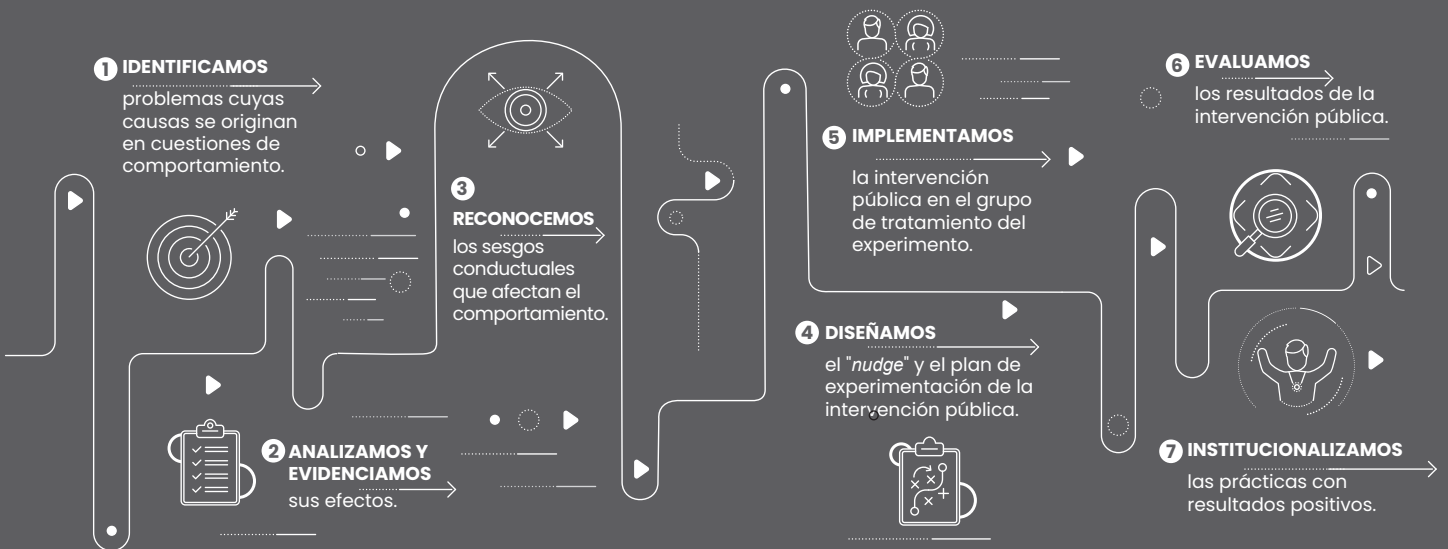 1 IDENTIFICAMOS
problemas cuyas
causas se originan
en cuestiones de
comportamiento.
2 ANALIZAMOS Y
EVIDENCIAMOS
sus efectos.
3
RECONOCEMOS
los sesgos
conductuales
que afectan el
comportamiento.
4 DISEÑAMOS
el "nudge" y el plan de
experimentación de la
intervención pública.
5 IMPLEMENTAMOS
la intervención
pública en el grupo
de tratamiento del
experimento.
6 EVALUAMOS
los resultados de la
intervención pública.
7 INSTITUCIONALIZAMOS
las prácticas con
resultados positivos.